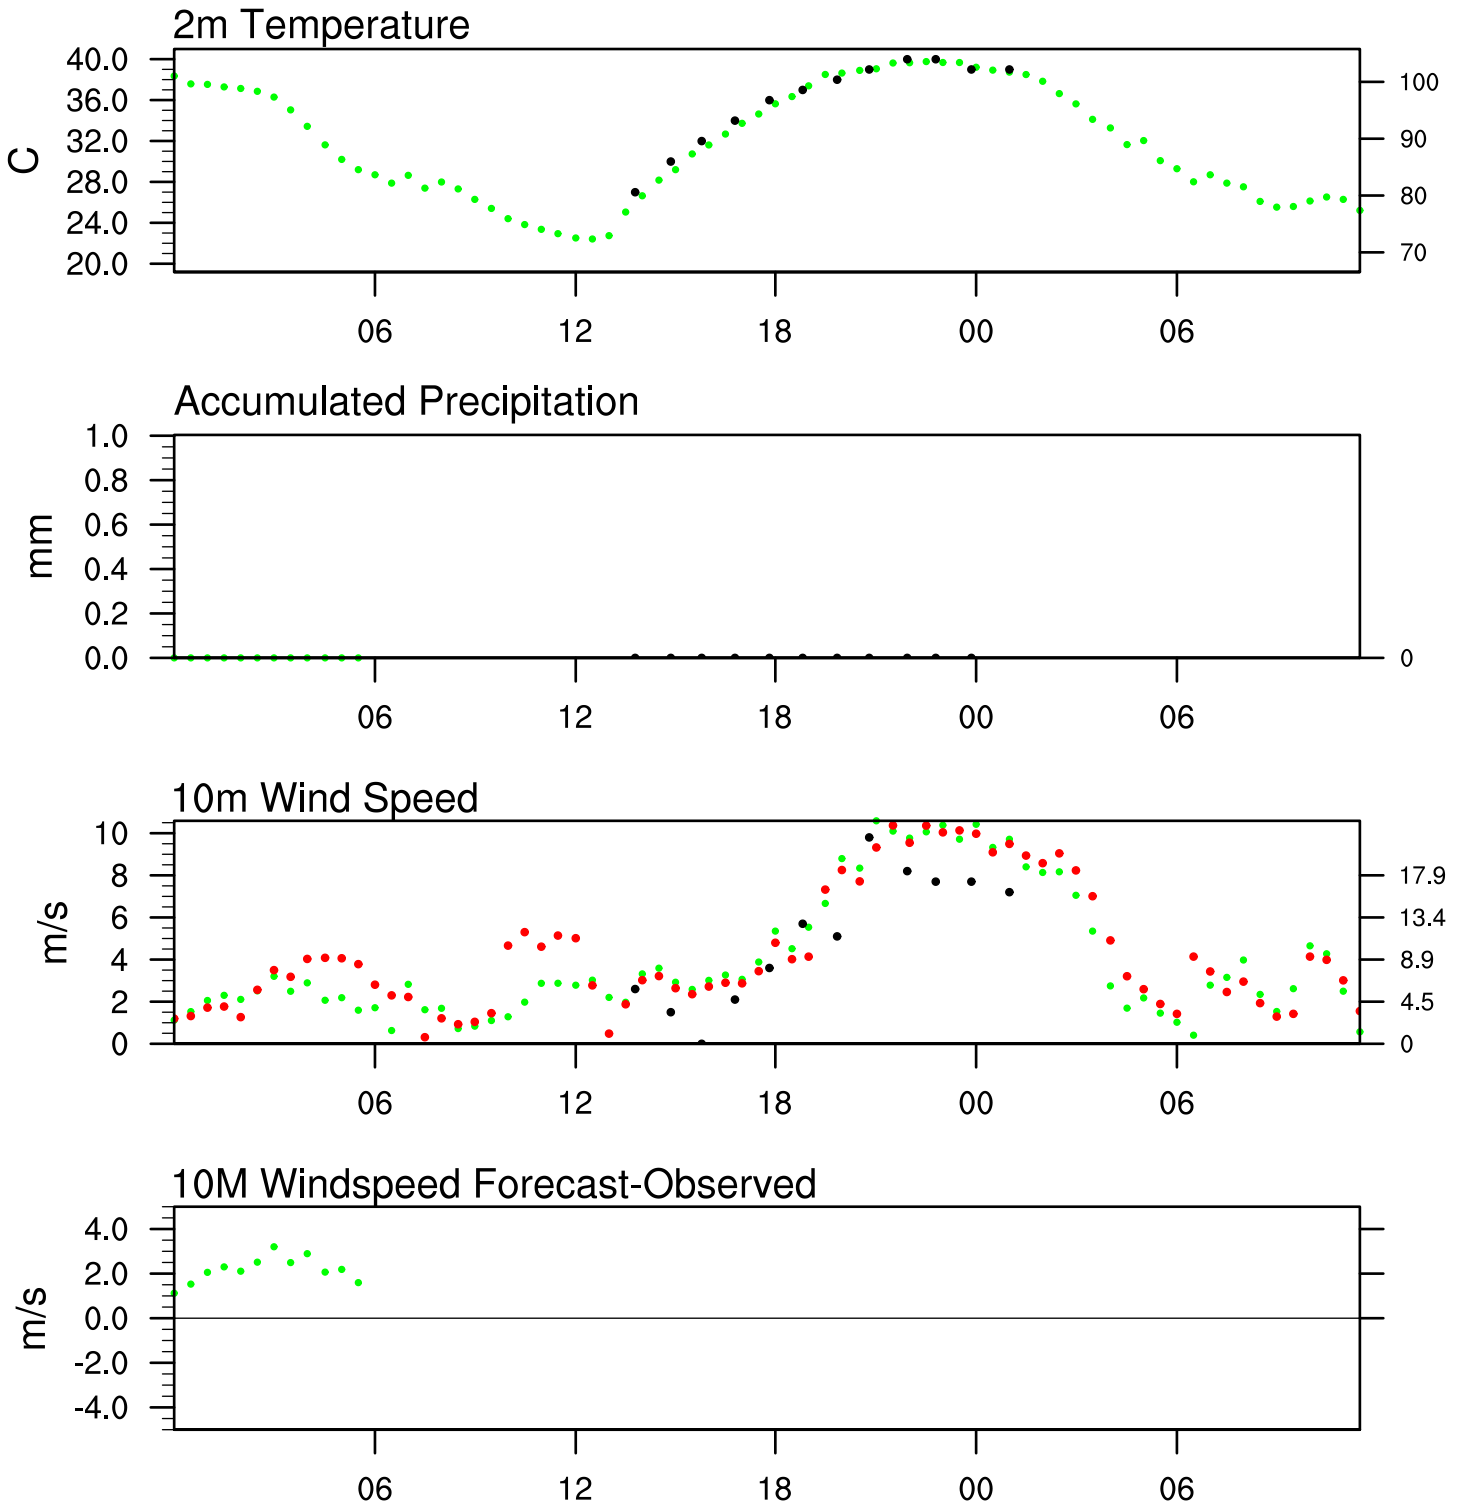 2m Temperature
40.0
36.0
32.0
28.0
24.0
20.0
C
100
90
80
70
06 12 18 00 06
Accumulated Precipitation
1.0
0.8
0.6
0.4
0.2
0.0
mm
0
06 12 18 00 06
10m Wind Speed
10
8
6
4
2
0
m/s
17.9
13.4
8.9
4.5
0
06 12 18 00 06
10M Windspeed Forecast-Observed
4.0
2.0
0.0
-2.0
-4.0
m/s
06 12 18 00 06